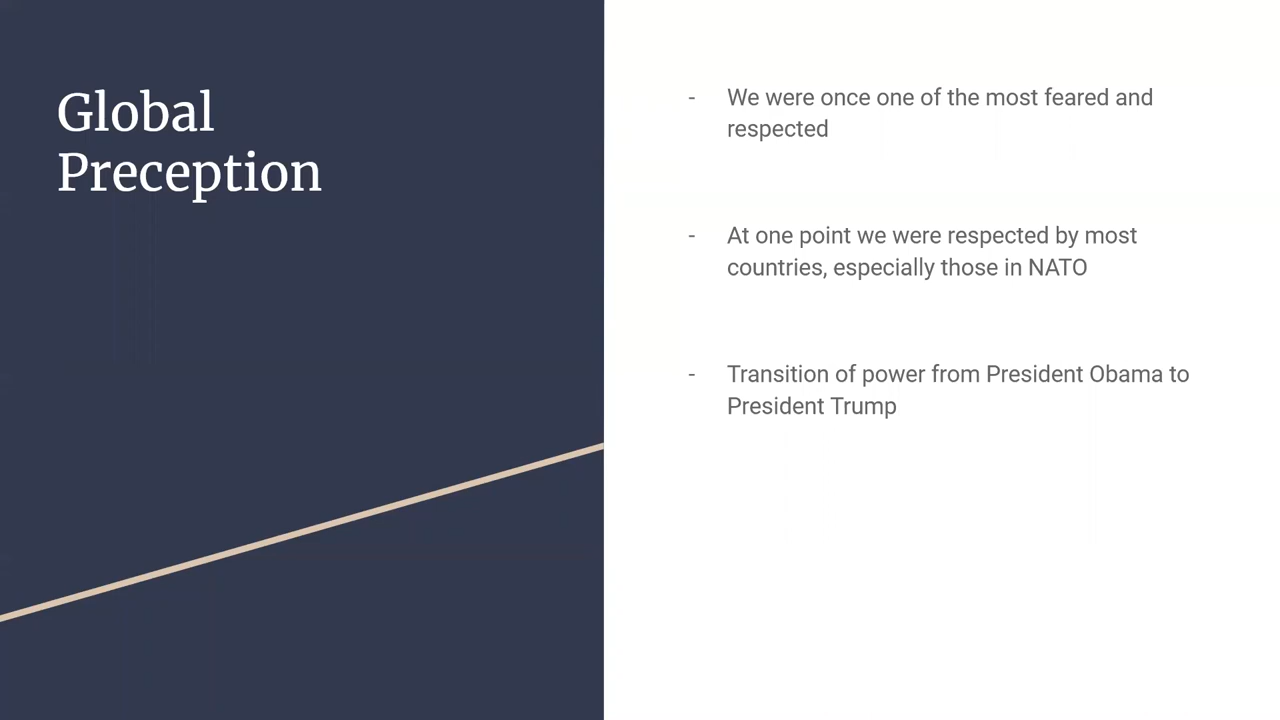 Global
Preception
- We were once one of the most feared and
respected
- At one point we were respected by most
countries, especially those in NATO
- Transition of power from President Obama to
President Trump